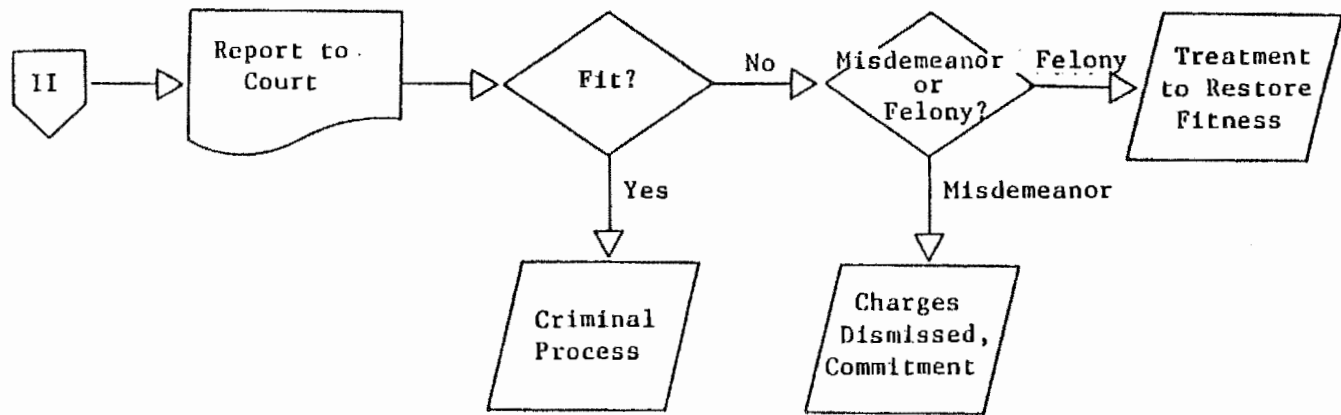 II
Report to
Court
Fit?
No
Misdemeanor
or
Felony?
Felony
Treatment
to Restore
Fitness
Yes
Misdemeanor
Criminal
Process
Charges
Dismissed,
Commitment